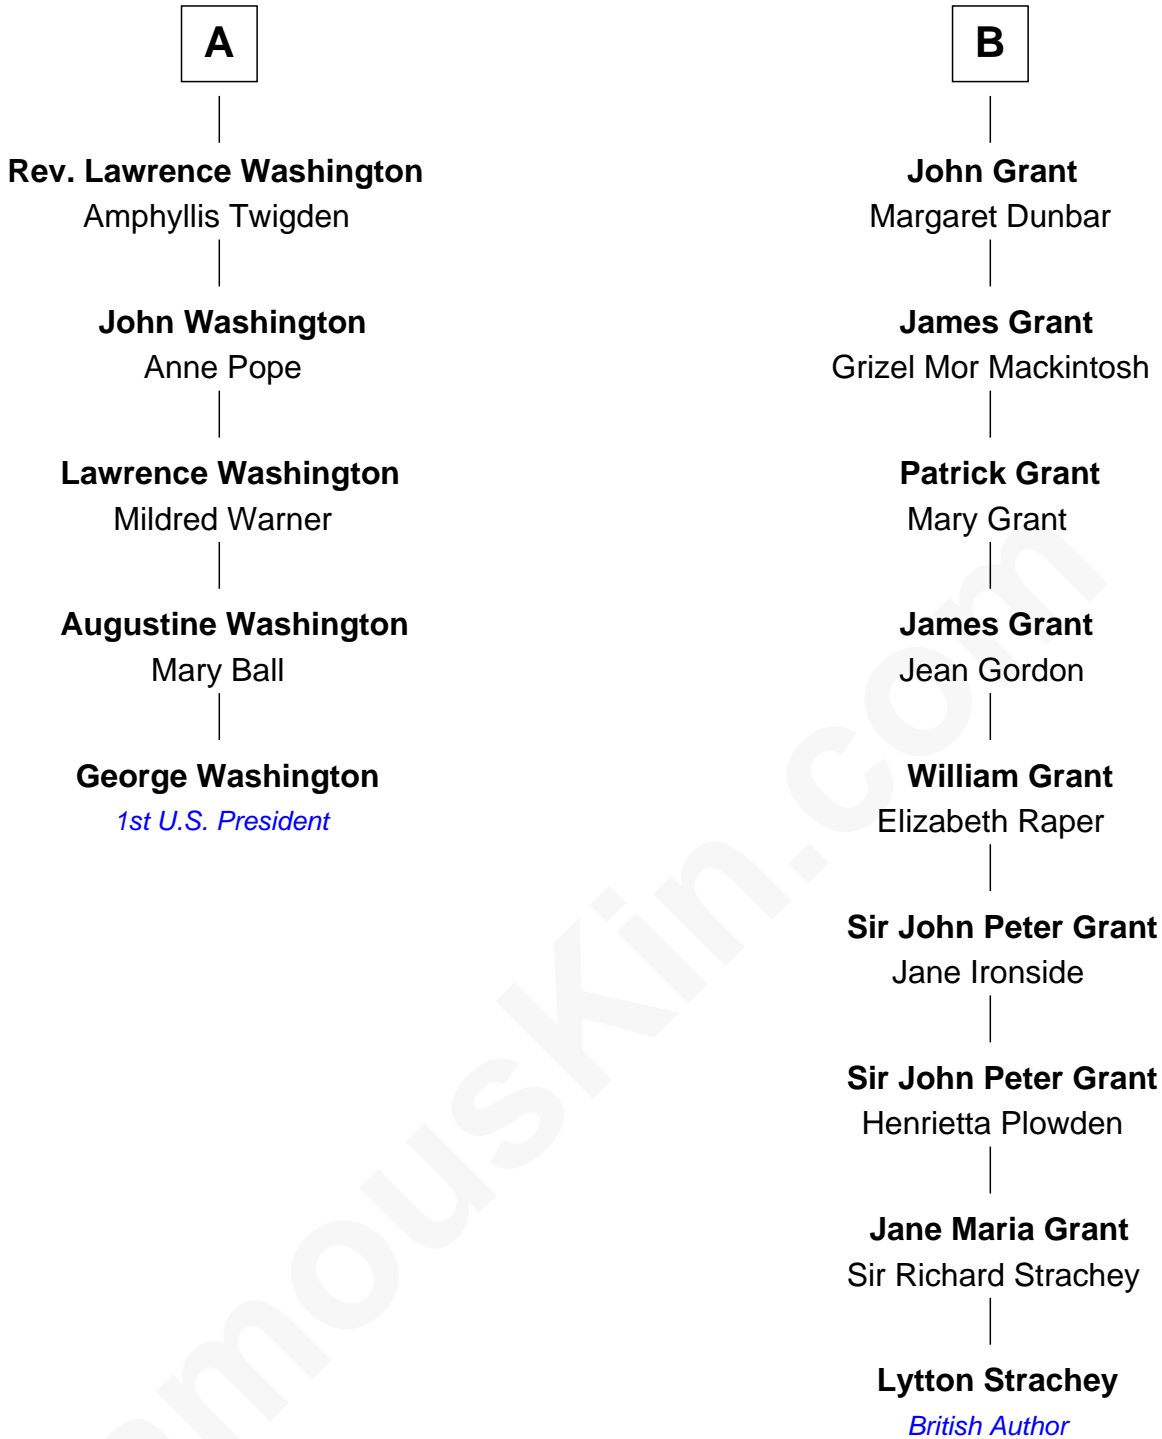 A
Rev. Lawrence Washington
Amphyllis Twigden
John Washington
Anne Pope
Lawrence Washington
Mildred Warner
Augustine Washington
Mary Ball
George Washington
1st U.S. President
B
John Grant
Margaret Dunbar
James Grant
Grizel Mor Mackintosh
Patrick Grant
Mary Grant
James Grant
Jean Gordon
William Grant
Elizabeth Raper
Sir John Peter Grant
Jane Ironside
Sir John Peter Grant
Henrietta Plowden
Jane Maria Grant
Sir Richard Strachey
Lytton Strachey
British Author
amousKin.com